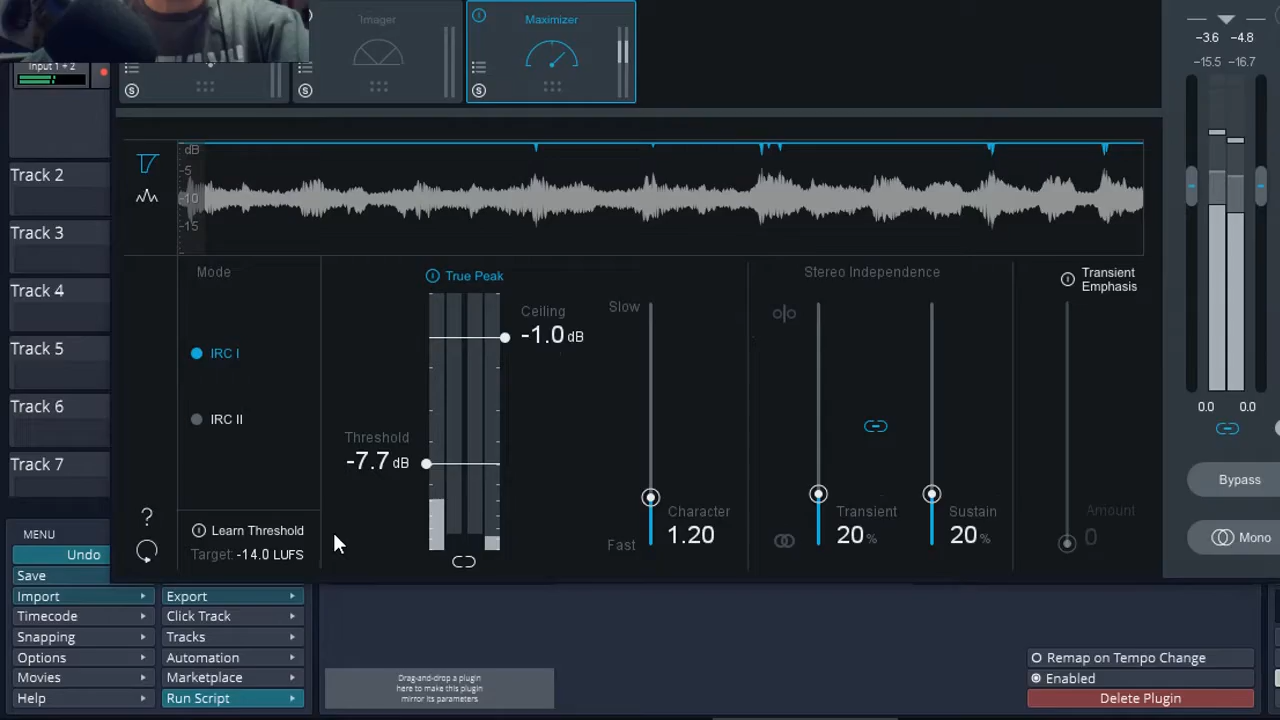 Imager
Maximizer
-3.6 -4.8
-15.5 -16.7
Input 1 + 2
S
S
S
dB
-5
-10
-15
Track 2
Track 3
Track 4
Track 5
Track 6
Track 7
Mode
IRC I
IRC II
True Peak
Ceiling
-1.0 dB
Threshold
-7.7 dB
Slow
Character
1.20
Fast
Stereo Independence
Transient
20 %
Sustain
20 %
Transient
Emphasis
Amount
0
0.0 0.0
Bypass
Mono
?
Learn Threshold
Target: -14.0 LUFS
MENU
Undo
Save
Import
Timecode
Snapping
Options
Movies
Help
Export
Click Track
Tracks
Automation
Marketplace
Run Script
Drag-and-drop a plugin
here to make this plugin
mirror its parameters
Remap on Tempo Change
Enabled
Delete Plugin